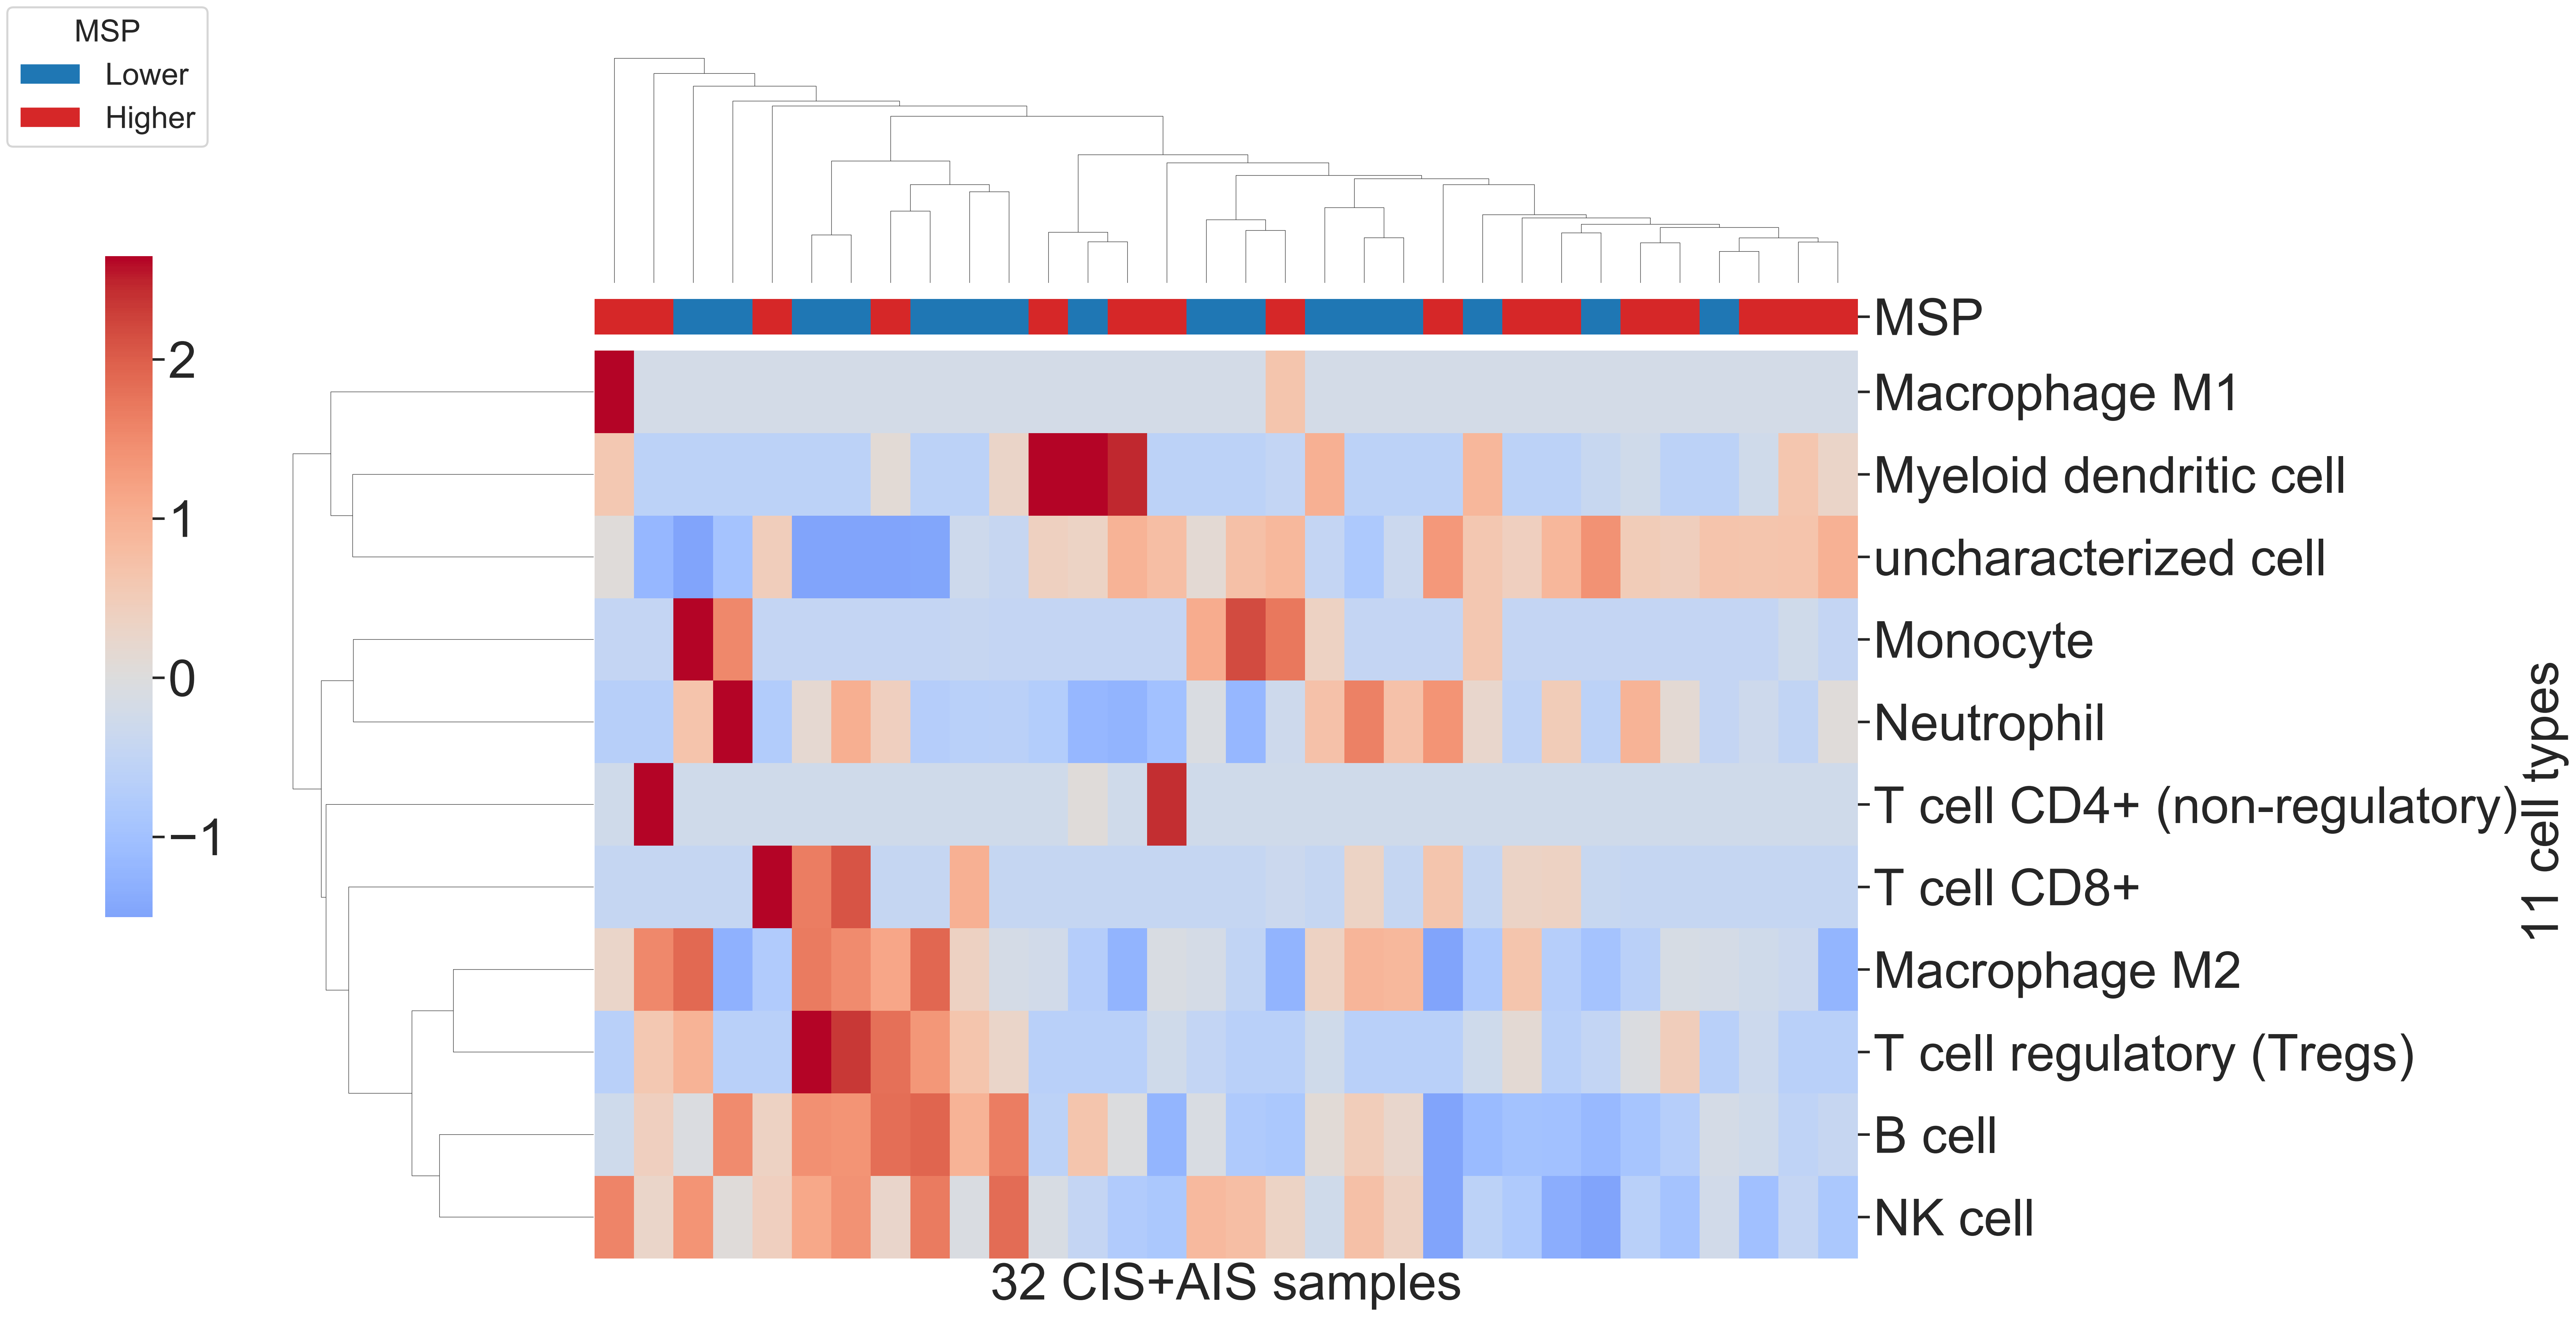 MSP
Lower
Higher
2
1
0
−1
MSP
Macrophage M1
Myeloid dendritic cell
uncharacterized cell
Monocyte
Neutrophil
T cell CD4+ (non-regulatory)
T cell CD8+
Macrophage M2
T cell regulatory (Tregs)
B cell
NK cell
11 cell types
32 CIS+AIS samples